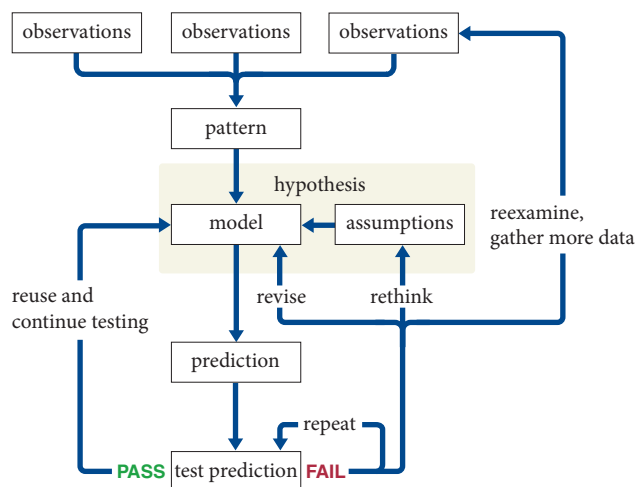 observations
observations
observations
pattern
hypothesis
model
assumptions
reexamine,
gather more data
reuse and
continue testing
revise
rethink
prediction
repeat
PASS
test prediction
FAIL